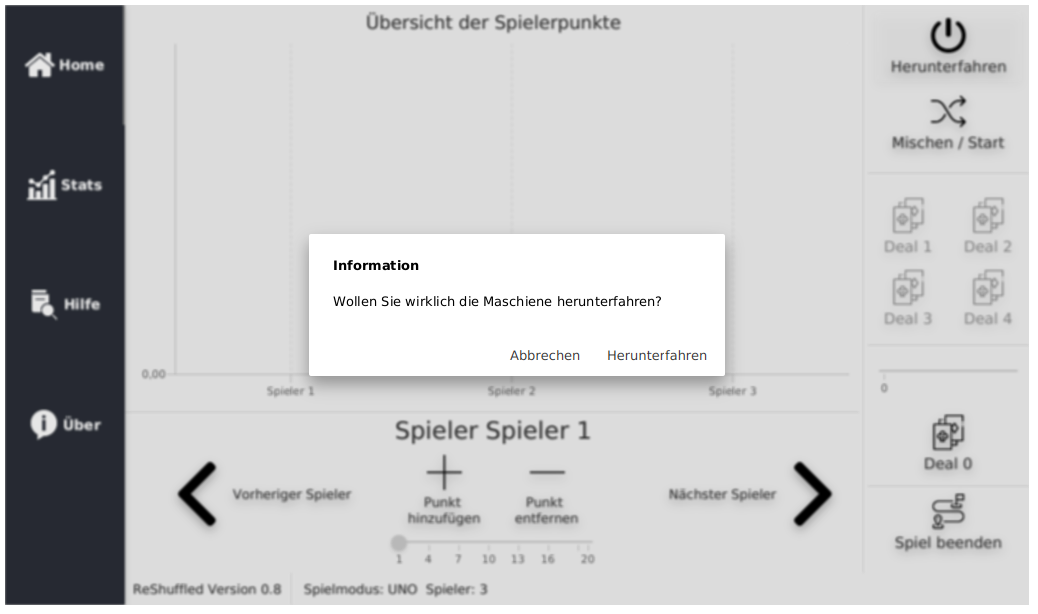 Home
Stats
Hilfe
Über
Übersicht der Spielerpunkte
0,00
Spieler 1
Spieler 2
Spieler 3
Information
Wollen Sie wirklich die Maschiene herunterfahren?
Abbrechen Herunterfahren
Spieler Spieler 1
Vorheriger Spieler
Punkt
hinzufügen
Punkt
entfernen
Nächster Spieler
1 4 7 10 13 16 20
ReShuffled Version 0.8
Spielmodus: UNO Spieler: 3
Herunterfahren
Mischen / Start
Deal 1 Deal 2
Deal 3 Deal 4
0
Deal 0
Spiel beenden